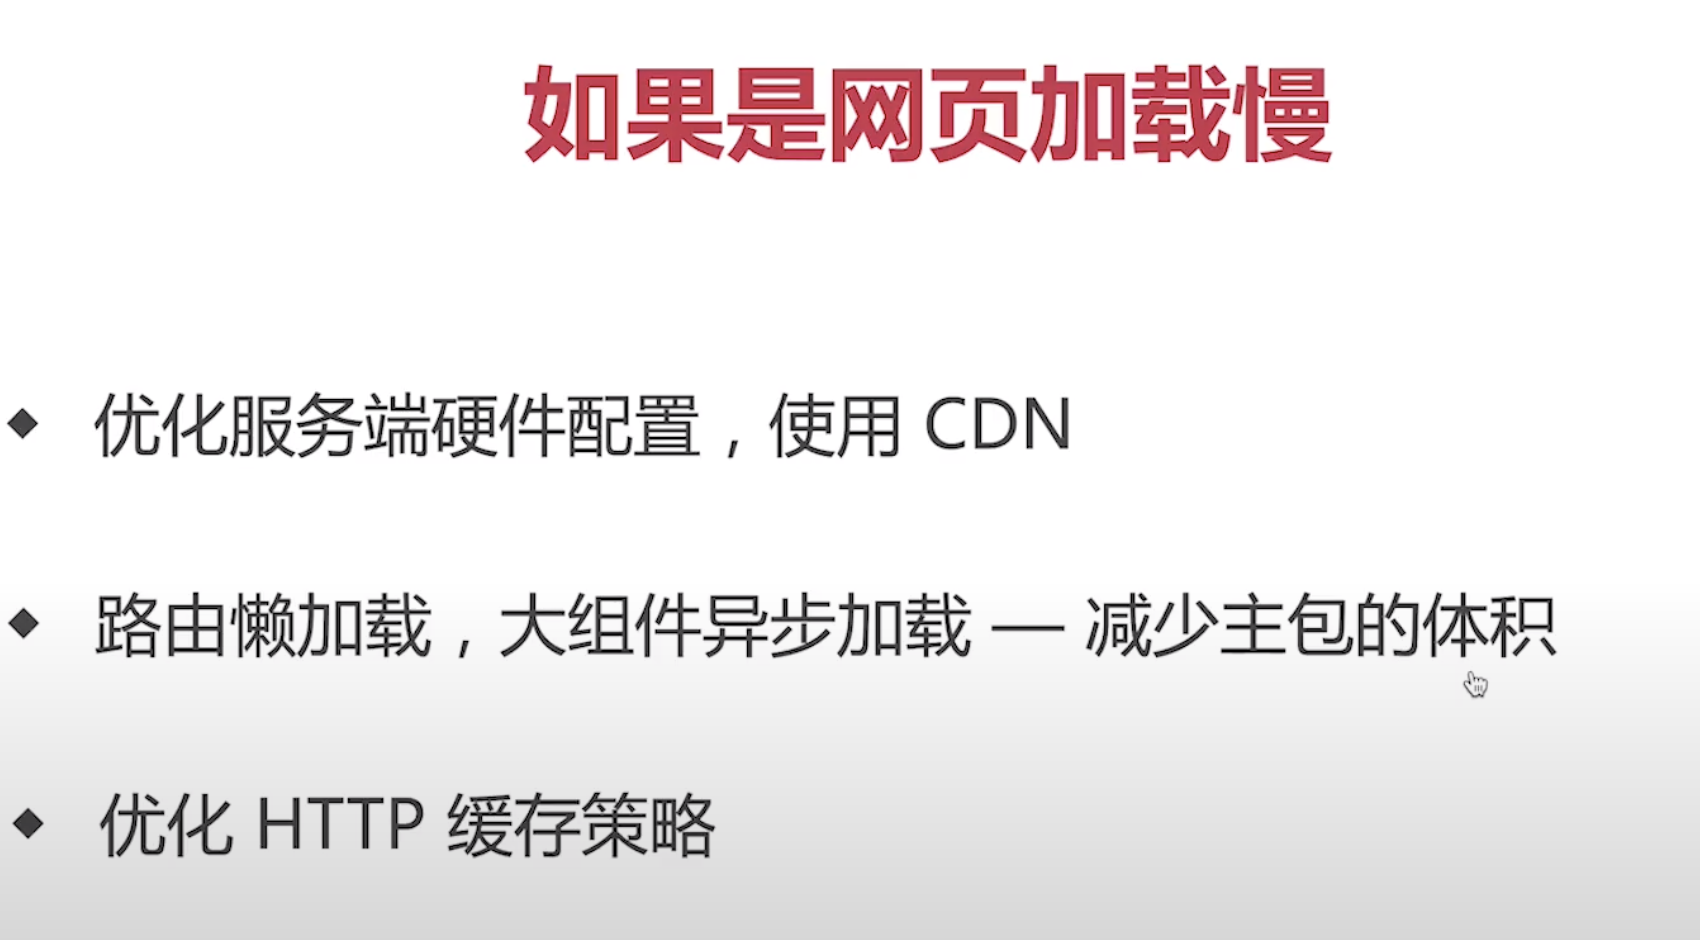 如果是网页加载慢
◆ 优化服务端硬件配置，使用 CDN
◆ 路由懒加载，大组件异步加载 — 减少主包的体积
◆ 优化 HTTP 缓存策略